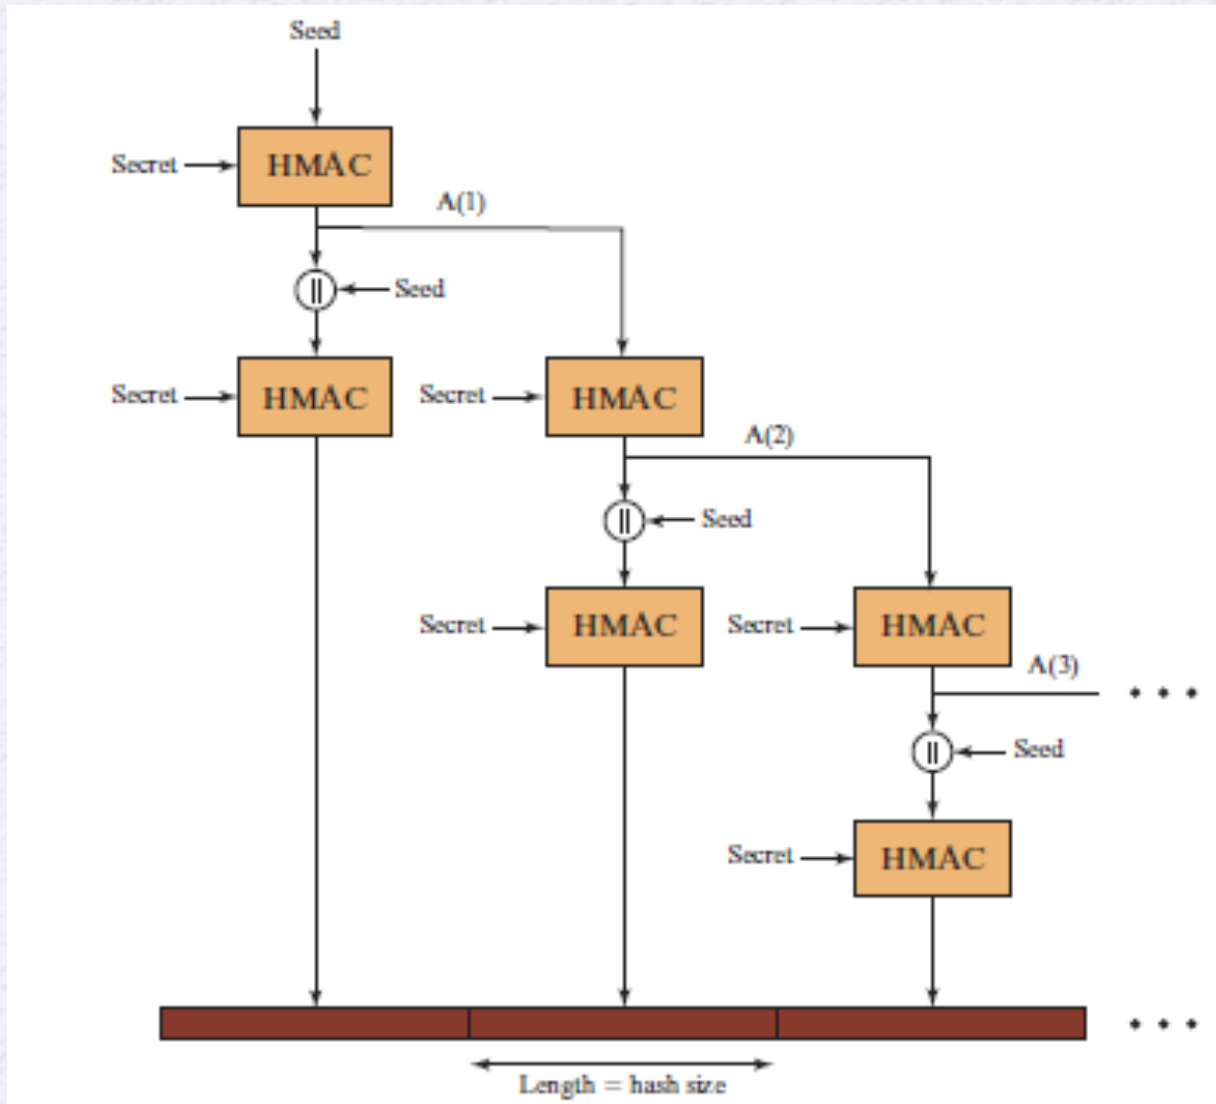 Seed
Secret
HMAC
A(1)
||
Seed
Secret
HMAC
Secret
HMAC
A(2)
||
Seed
Secret
HMAC
Secret
HMAC
A(3)
• • •
||
Seed
Secret
HMAC
• • •
Length = hash size